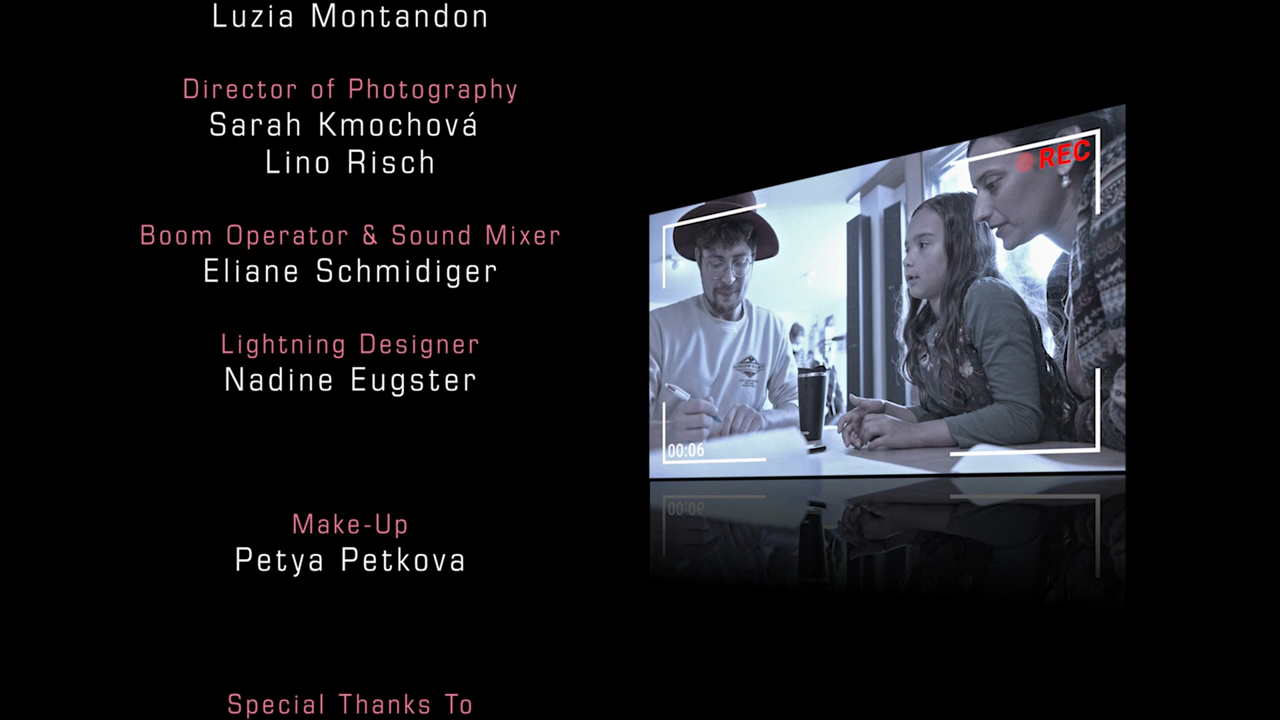 Luzia Montandon
Director of Photography
Sarah Kmochová
Lino Risch
Boom Operator & Sound Mixer
Eliane Schmidiger
Lightning Designer
Nadine Eugster
Make-Up
Petya Petkova
Special Thanks To
REC
00:06